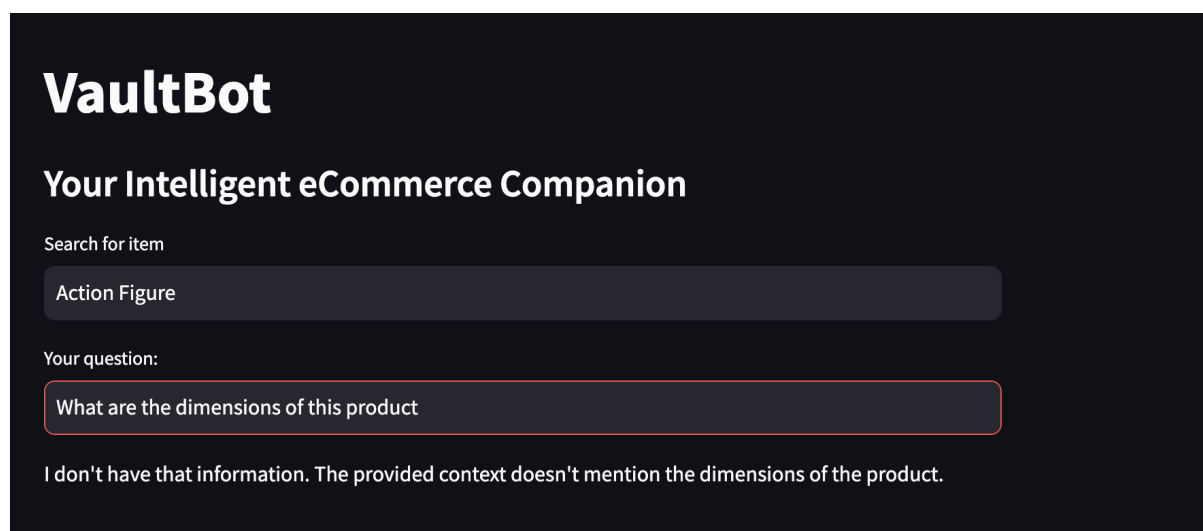 VaultBot
Your Intelligent eCommerce Companion
Search for item
Action Figure
Your question:
What are the dimensions of this product
I don't have that information. The provided context doesn't mention the dimensions of the product.